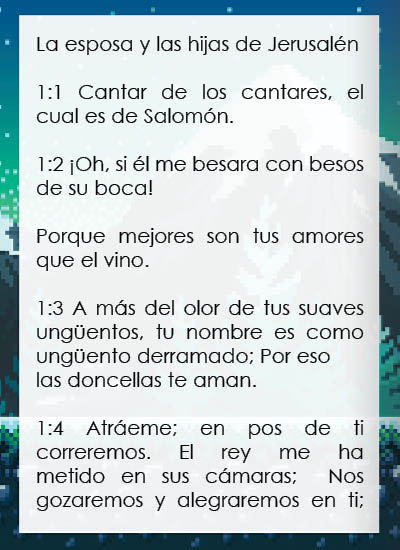 La esposa y las hijas de Jerusalén
1:1 Cantar de los cantares, el
cual es de Salomón.
1:2 ¡Oh, si él me besara con besos
de su boca!
Porque mejores son tus amores
que el vino.
1:3 A más del olor de tus suaves
ungüentos, tu nombre es como
ungüento derramado; Por eso
las doncellas te aman.
1:4 Atráeme; en pos de ti
correremos. El rey me ha
metido en sus cámaras; Nos
gozaremos y alegraremos en ti;